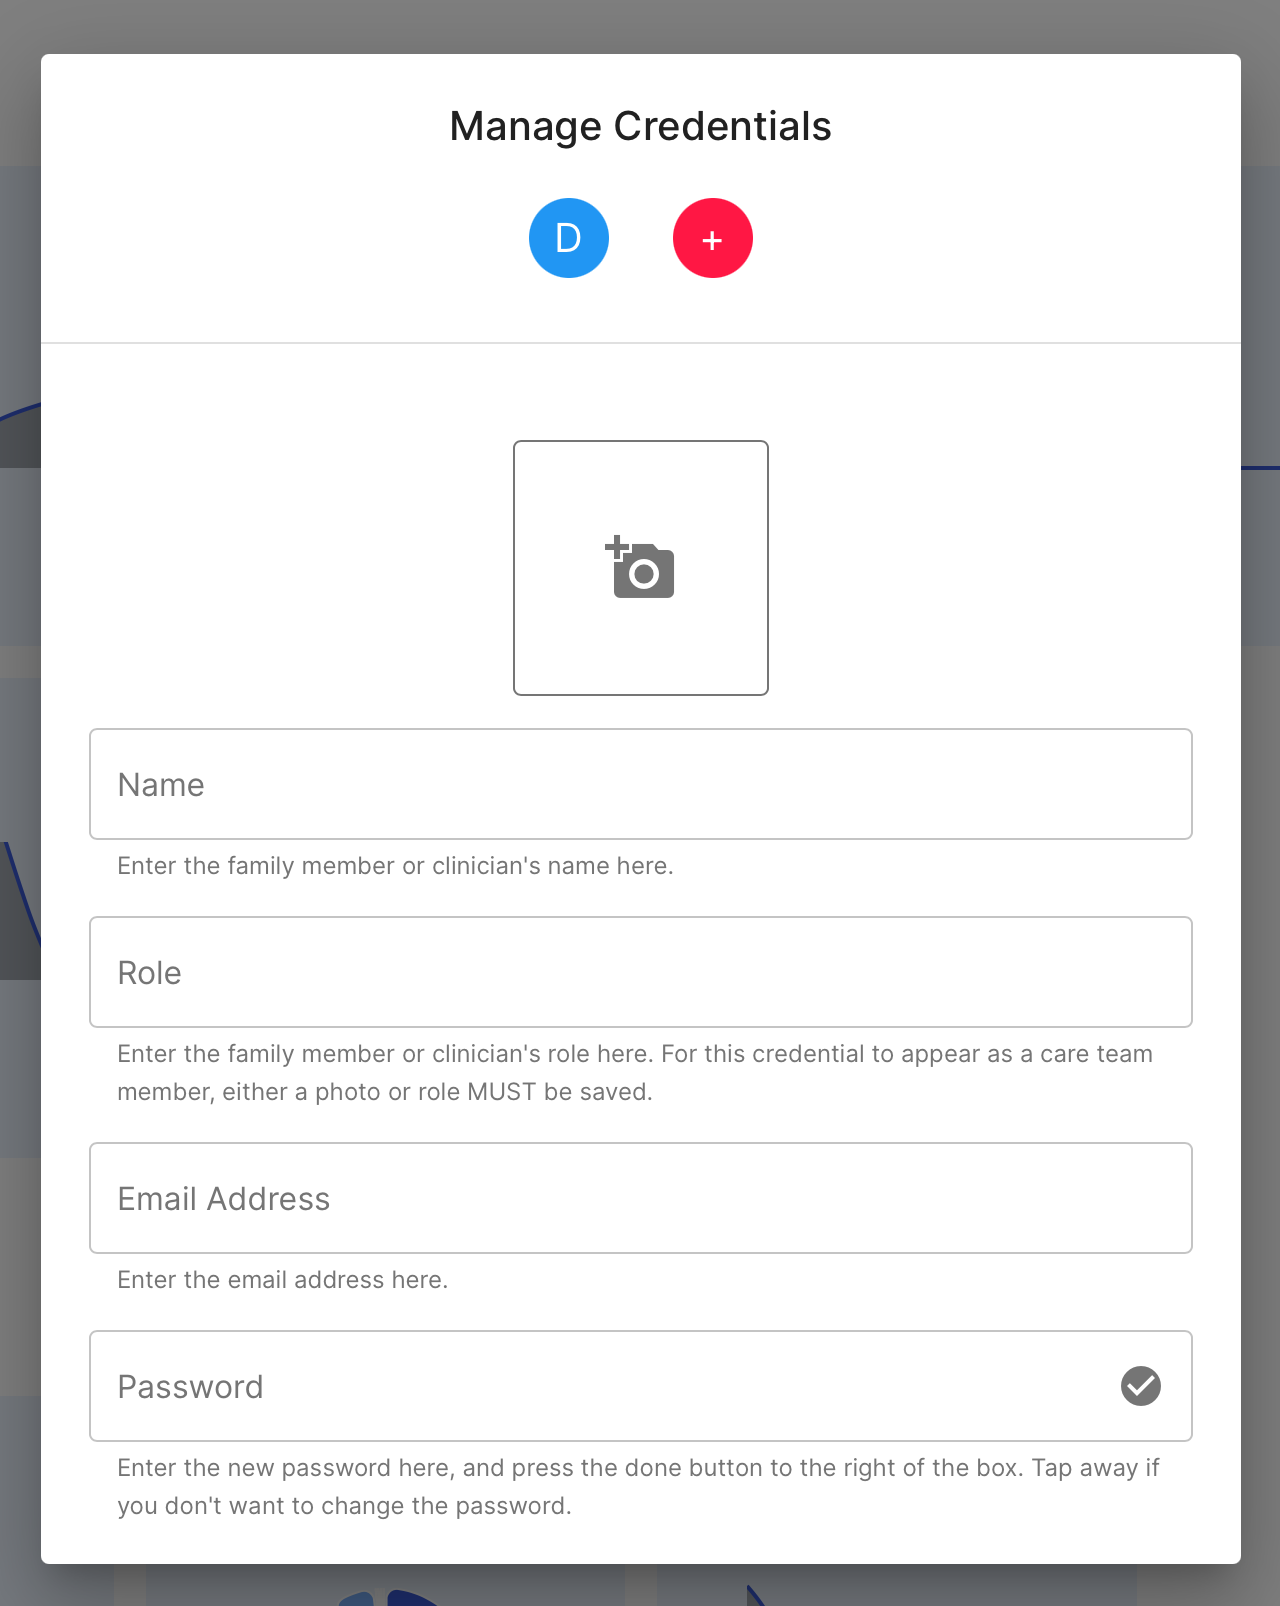 Manage Credentials
D
+
Name
Enter the family member or clinician's name here.
Role
Enter the family member or clinician's role here. For this credential to appear as a care team
member, either a photo or role MUST be saved.
Email Address
Enter the email address here.
Password
Enter the new password here, and press the done button to the right of the box. Tap away if
you don't want to change the password.